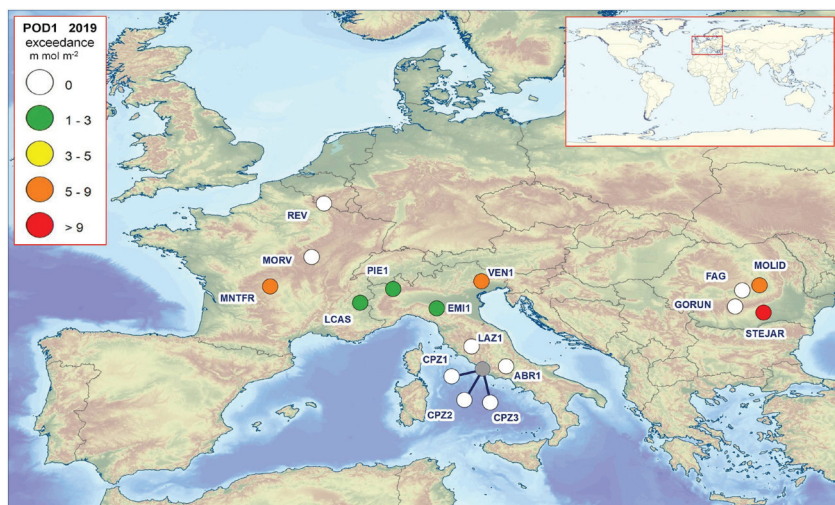 POD1 2019
exceedance
m mol m⁻²
0
1 - 3
3 - 5
5 - 9
> 9
REV
MORV
PIE1
VEN1
MOLID
FAG
MNTFR
GORUN
LCAS
EMI1
STEJAR
LAZ1
CPZ1
ABR1
CPZ2
CPZ3